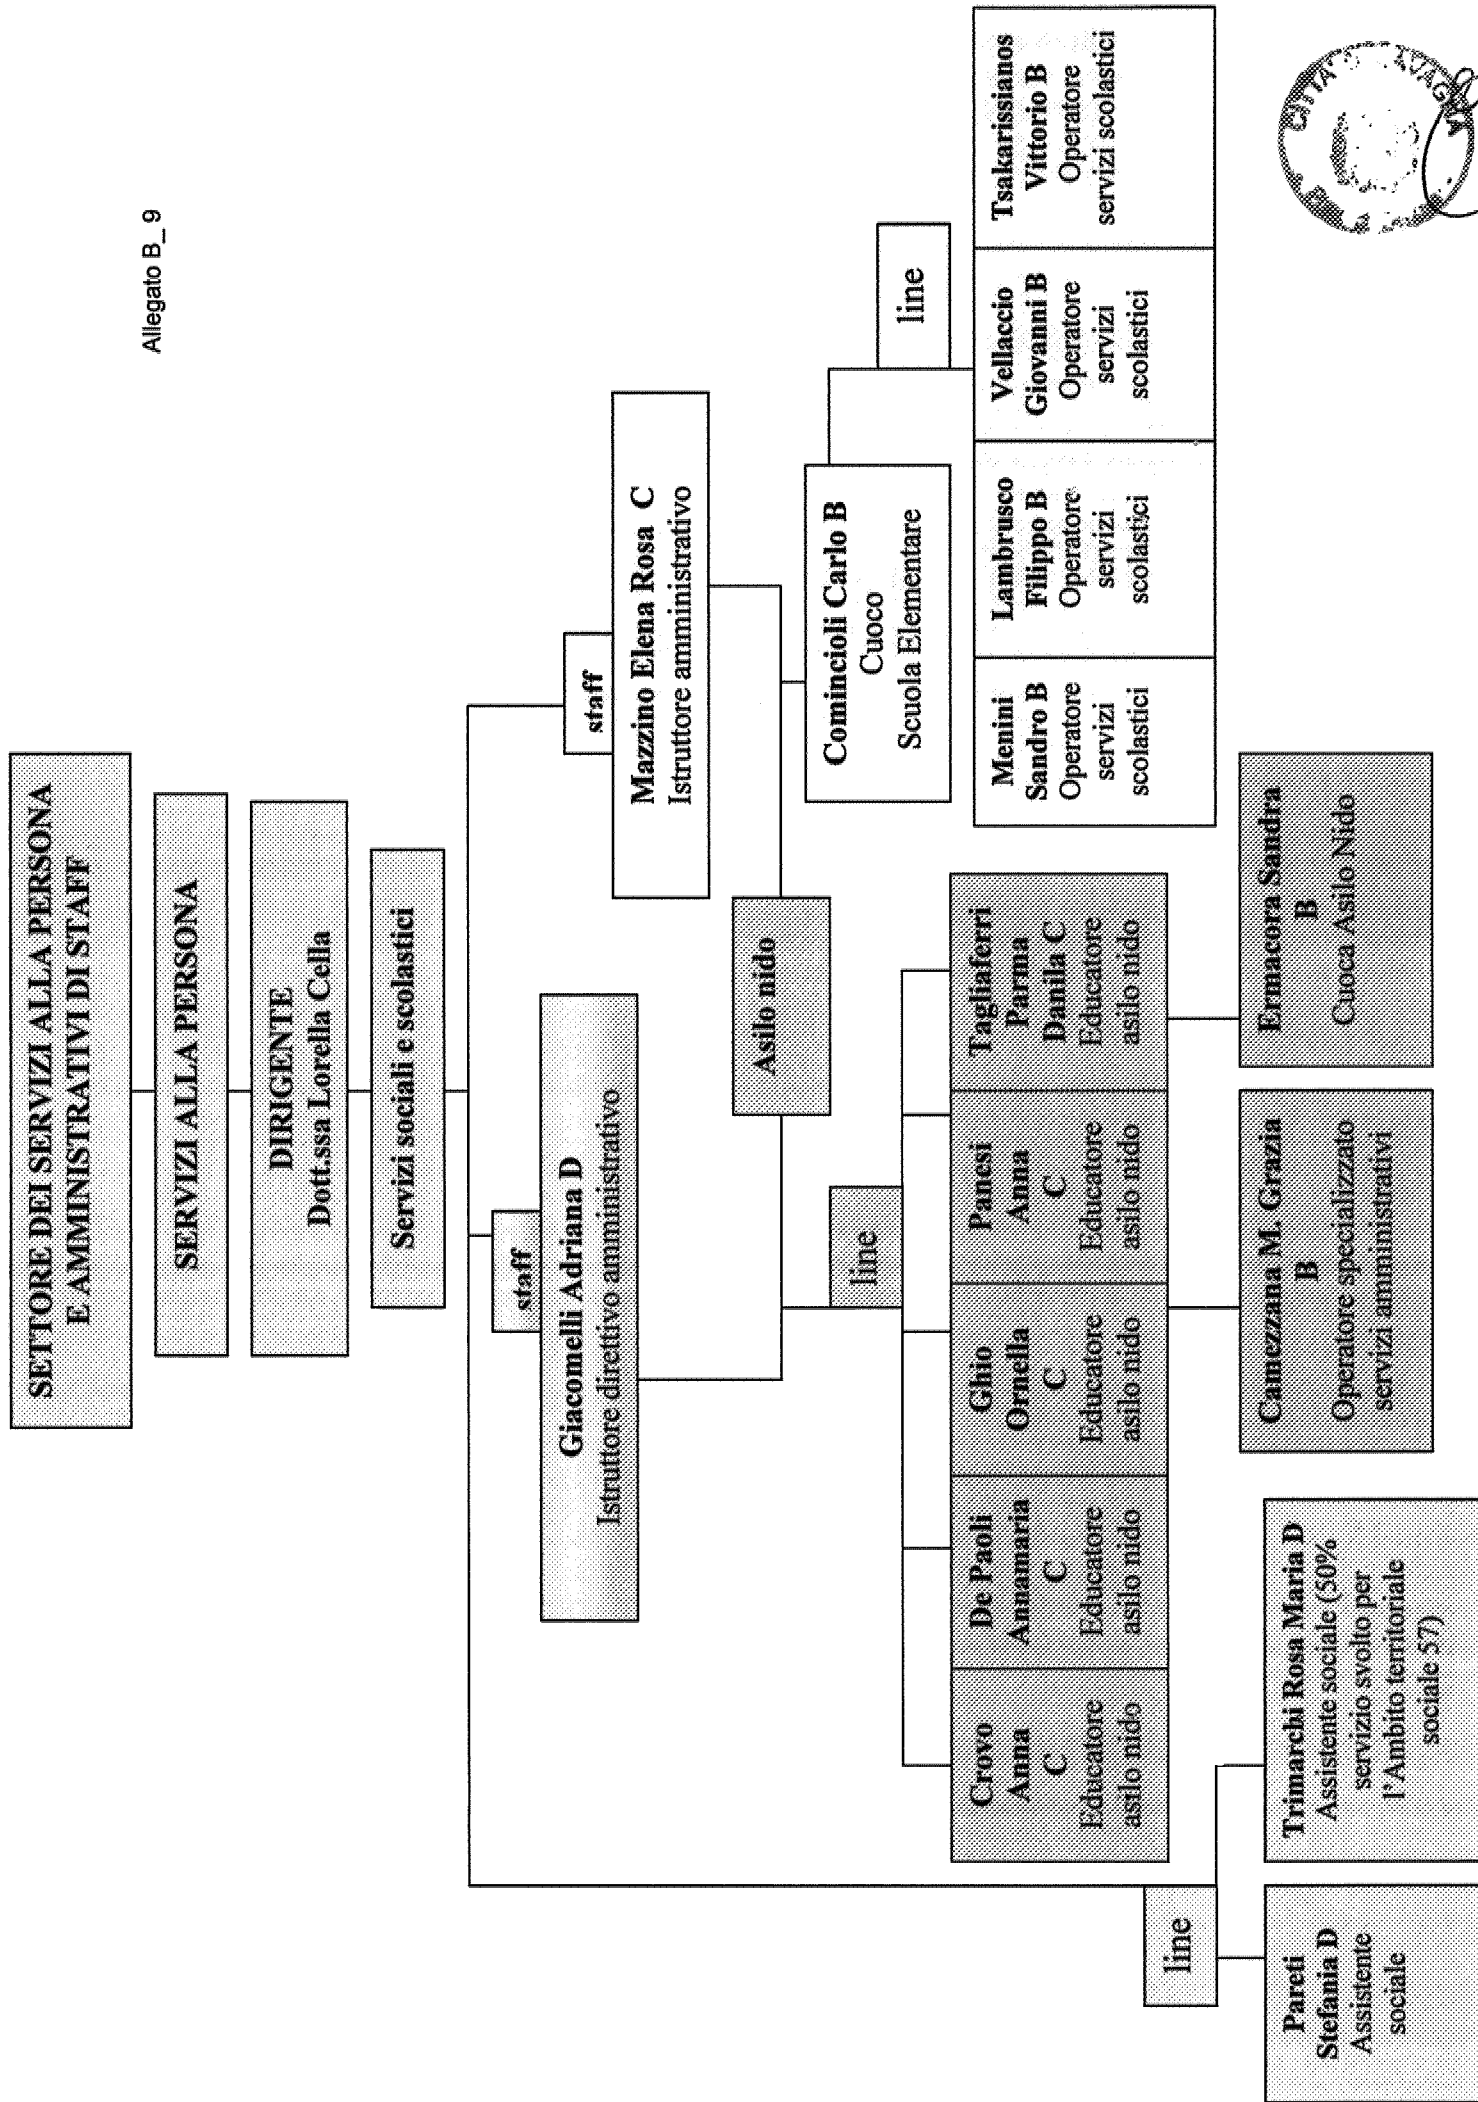 Allegato B_ 9
SETTORE DEI SERVIZI ALLA PERSONA
E AMMINISTRATIVI DI STAFF
SERVIZI ALLA PERSONA
DIRIGENTE
Dott.ssa Lorella Cella
Servizi sociali e scolastici
staff
Giacomelli Adriana D
Istruttore direttivo amministrativo
staff
Mazzino Elena Rosa C
Istruttore amministrativo
Asilo nido
line
Crovo
Anna
C
Educatore
asilo nido
De Paoli
Annamaria
C
Educatore
asilo nido
Ghio
Ornella
C
Educatore
asilo nido
Panesi
Anna
C
Educatore
asilo nido
Tagliaferri
Parma
Danila C
Educatore
asilo nido
Comincioli Carlo B
Cuoco
Scuola Elementare
line
Menini
Sandro B
Operatore
servizi
scolastici
Lambrusco
Filippo B
Operatore
servizi
scolastici
Vellaccio
Giovanni B
Operatore
servizi
scolastici
Tsakarissianos
Vittorio B
Operatore
servizi scolastici
Camezzana M. Grazia
B
Operatore specializzato
servizi amministrativi
Ermacora Sandra
B
Cuoca Asilo Nido
line
Pareti
Stefania D
Assistente
sociale
Trimarchi Rosa Maria D
Assistente sociale (50%
servizio svolto per
l'Ambito territoriale
sociale 57)
CITTA' DI LAVAGNA